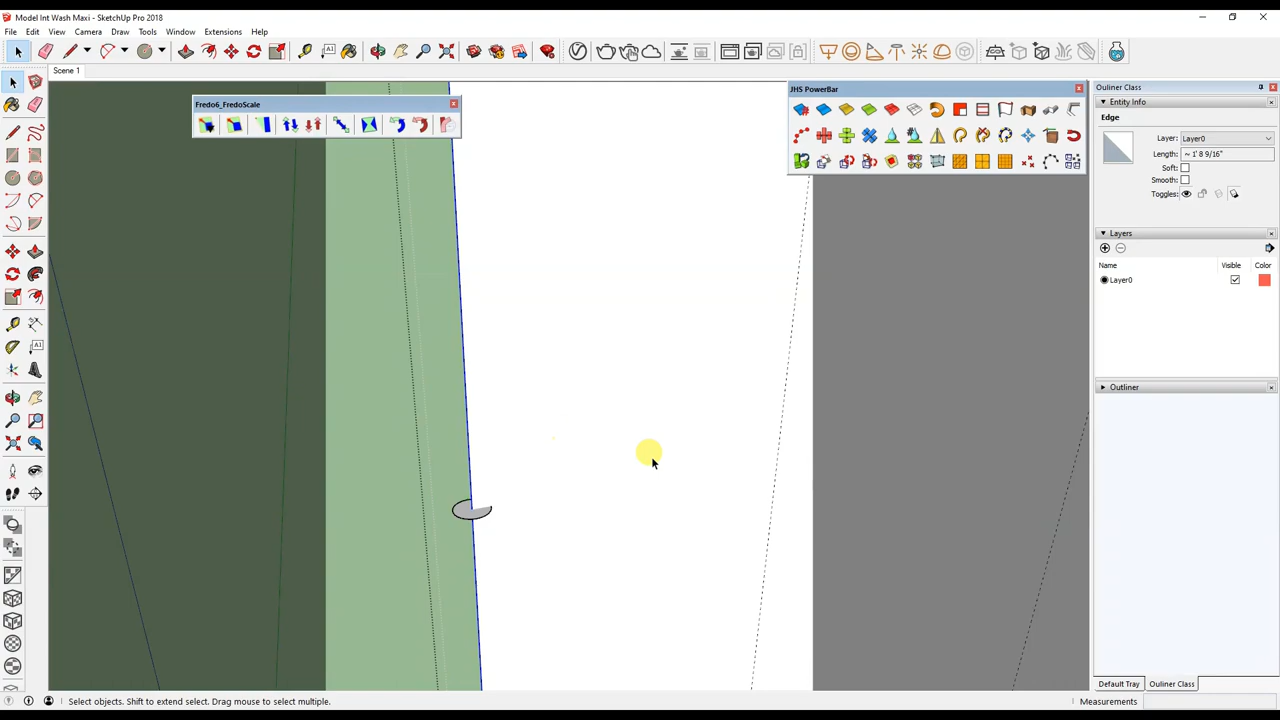 Model Int Wash Maxi - SketchUp Pro 2018
File Edit View Camera Draw Tools Window Extensions Help
Scene 1
Fredo6_FredoScale
JHS PowerBar
Outliner Class
Entity Info
Edge
Layer: Layer0
Length: ~ 1' 8 9/16"
Soft:
Smooth:
Toggles:
Layers
Name Visible Color
Layer0
Outliner
Default Tray Outliner Class
Select objects. Shift to extend select. Drag mouse to select multiple.
Measurements